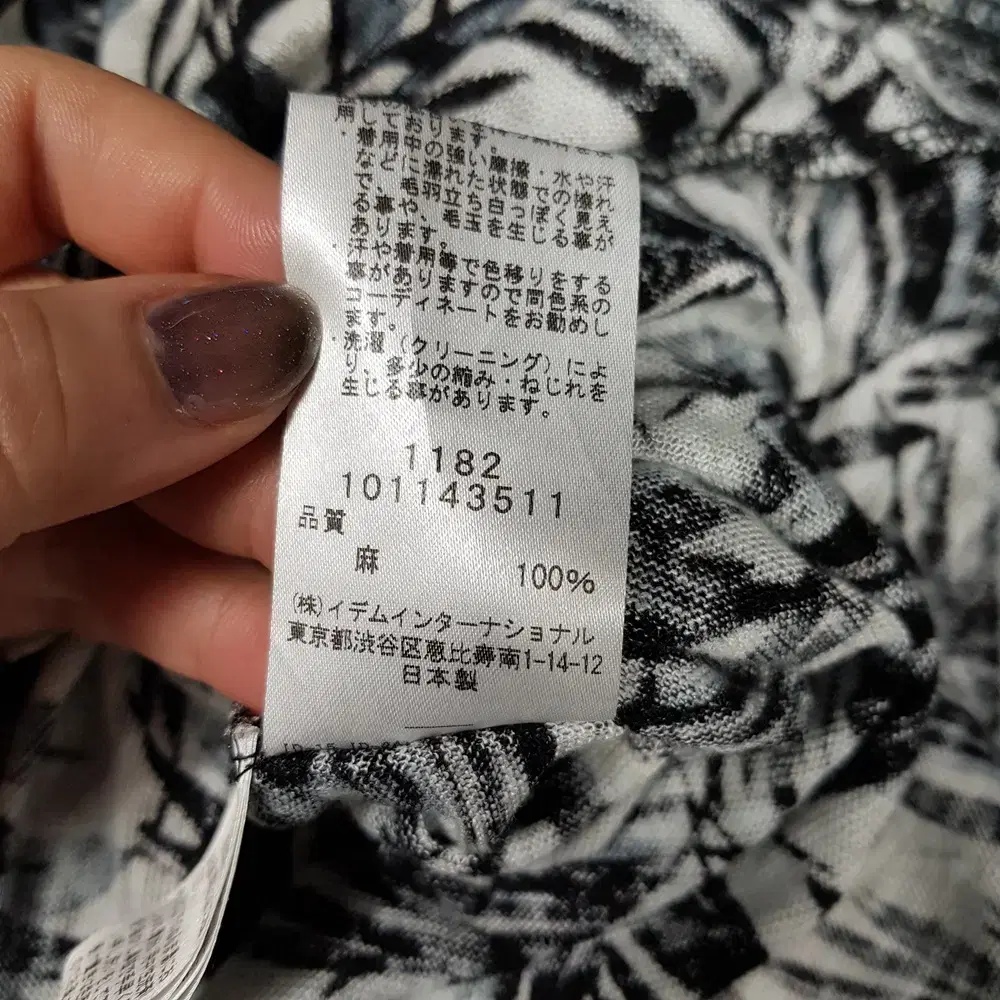 用しております。
・着用中の強い摩擦・水や汗
などに濡れた状態での擦れ
で、毛羽立ち白っぽく見え
る事や、毛玉を生じる事が
あります。
・汗や着用等で色移りをする
事がありますので同色系の
コーディネートをお勧めし
ます。
・洗濯(クリーニング)によ
り、多少の縮み・ねじれを
生じる事があります。
1182
101143511
品質
麻 100%
(株)イデムインターナショナル
東京都渋谷区恵比寿南1-14-12
日本製